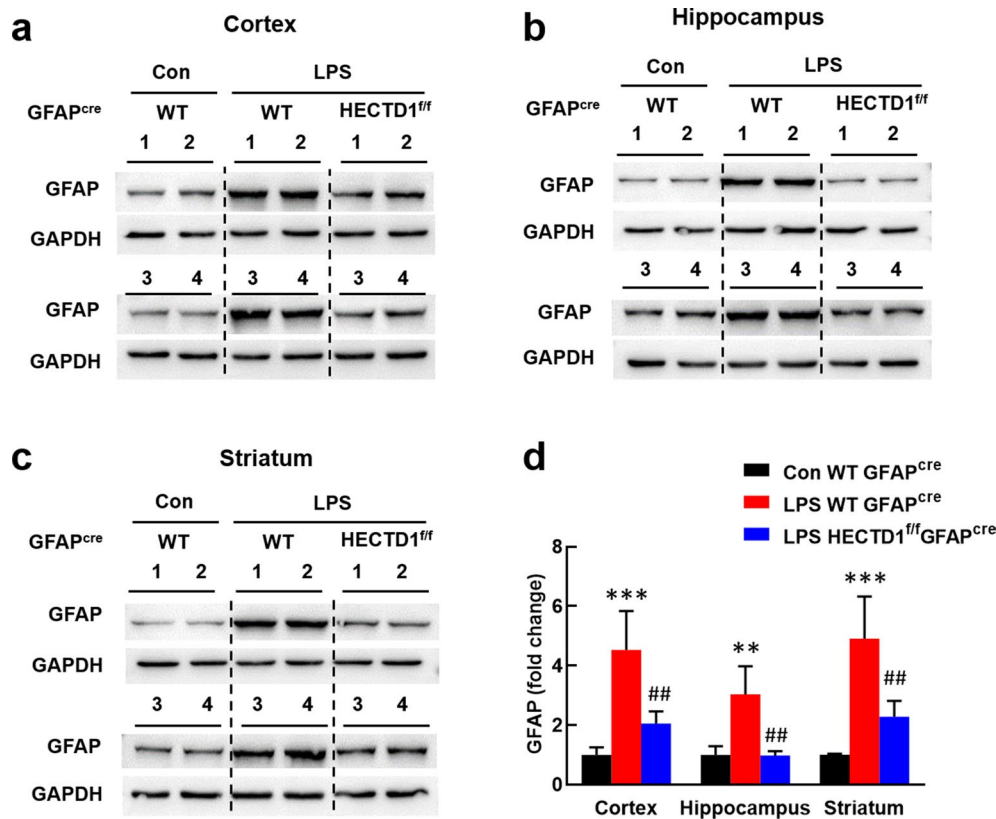 a
Cortex
Con LPS
GFAPcre WT WT HECTD1f/f
1 2 1 2 1 2
GFAP
GAPDH
3 4 3 4 3 4
GFAP
GAPDH
b
Hippocampus
Con LPS
GFAPcre WT WT HECTD1f/f
1 2 1 2 1 2
GFAP
GAPDH
3 4 3 4 3 4
GFAP
GAPDH
c
Striatum
Con LPS
GFAPcre WT WT HECTD1f/f
1 2 1 2 1 2
GFAP
GAPDH
3 4 3 4 3 4
GFAP
GAPDH
d
Con WT GFAPcre
LPS WT GFAPcre
LPS HECTD1f/fGFAPcre
GFAP (fold change)
8
6
4
2
0
*** ** ***
## ## ##
Cortex Hippocampus Striatum